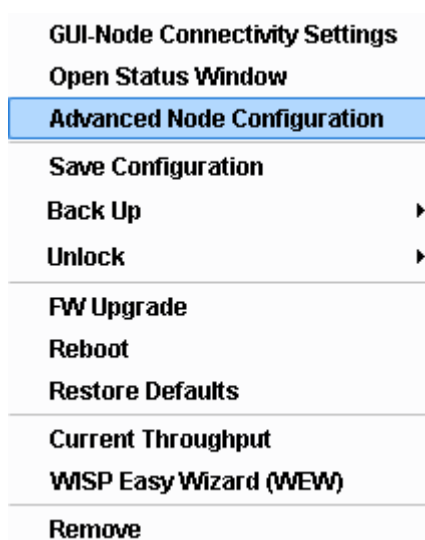 GUI-Node Connectivity Settings
Open Status Window
Advanced Node Configuration
Save Configuration
Back Up
Unlock
FW Upgrade
Reboot
Restore Defaults
Current Throughput
WISP Easy Wizard (WEW)
Remove